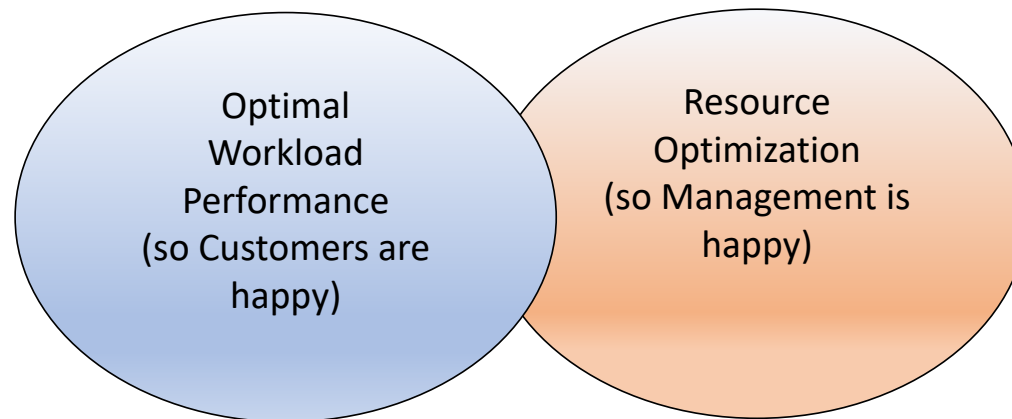 Optimal
Workload
Performance
(so Customers are
happy)
Resource
Optimization
(so Management is
happy)